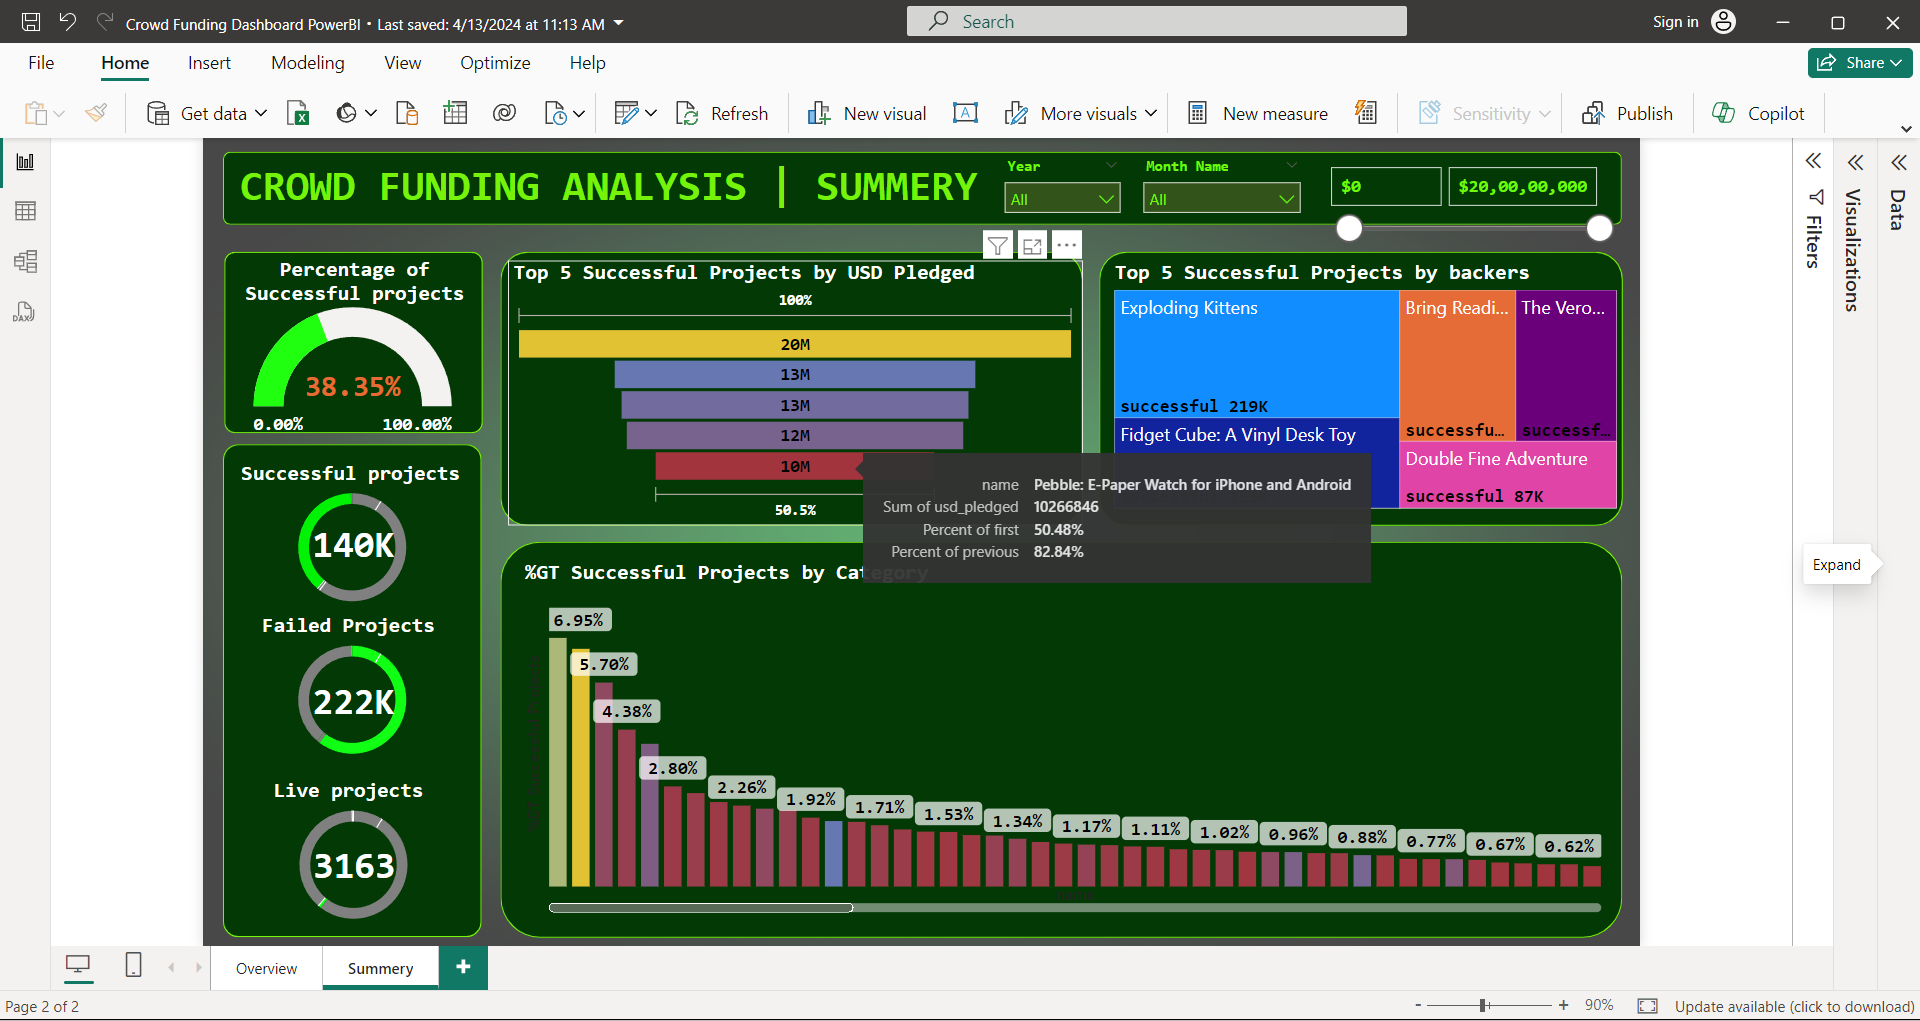 Crowd Funding Dashboard PowerBI • Last saved: 4/13/2024 at 11:13 AM
Search
Sign in
File
Home
Insert
Modeling
View
Optimize
Help
Share
Get data
Refresh
New visual
More visuals
New measure
Sensitivity
Publish
Copilot
CROWD FUNDING ANALYSIS | SUMMERY
Year
All
Month Name
All
$0
$20,00,00,000
Filters
Visualizations
Data
Percentage of
Successful projects
38.35%
0.00%
100.00%
Successful projects
140K
Failed Projects
222K
Live projects
3163
Top 5 Successful Projects by USD Pledged
100%
20M
13M
13M
12M
10M
50.5%
Top 5 Successful Projects by backers
Exploding Kittens
successful 219K
Bring Readi...
successfu...
The Vero...
successf...
Fidget Cube: A Vinyl Desk Toy
Double Fine Adventure
successful 87K
name Pebble: E-Paper Watch for iPhone and Android
Sum of usd_pledged 10266846
Percent of first 50.48%
Percent of previous 82.84%
%GT Successful Projects by Category
6.95%
5.70%
4.38%
2.80%
2.26%
1.92%
1.71%
1.53%
1.34%
1.17%
1.11%
1.02%
0.96%
0.88%
0.77%
0.67%
0.62%
Expand
DAX
Overview
Summery
Page 2 of 2
- + 90%
Update available (click to download)